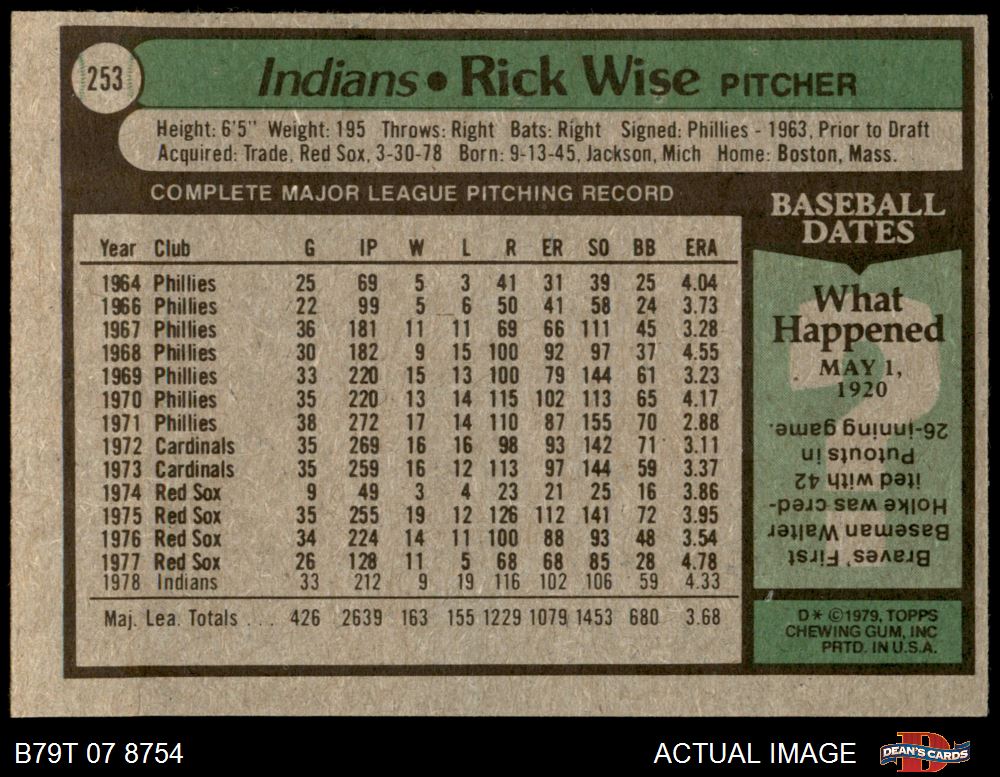 253
Indians • Rick Wise PITCHER
Height: 6'5" Weight: 195 Throws: Right Bats: Right Signed: Phillies - 1963, Prior to Draft
Acquired: Trade, Red Sox, 3-30-78 Born: 9-13-45, Jackson, Mich Home: Boston, Mass.
COMPLETE MAJOR LEAGUE PITCHING RECORD
Year Club G IP W L R ER SO BB ERA
1964 Phillies 25 69 5 3 41 31 39 25 4.04
1966 Phillies 22 99 5 6 50 41 58 24 3.73
1967 Phillies 36 181 11 11 69 66 111 45 3.28
1968 Phillies 30 182 9 15 100 92 97 37 4.55
1969 Phillies 33 220 15 13 100 79 144 61 3.23
1970 Phillies 35 220 13 14 115 102 113 65 4.17
1971 Phillies 38 272 17 14 110 87 155 70 2.88
1972 Cardinals 35 269 16 16 98 93 142 71 3.11
1973 Cardinals 35 259 16 12 113 97 144 59 3.37
1974 Red Sox 9 49 3 4 23 21 25 16 3.86
1975 Red Sox 35 255 19 12 126 112 141 72 3.95
1976 Red Sox 34 224 14 11 100 88 93 48 3.54
1977 Red Sox 26 128 11 5 68 68 85 28 4.78
1978 Indians 33 212 9 19 116 102 106 59 4.33
Maj. Lea. Totals . . . 426 2639 163 155 1229 1079 1453 680 3.68
BASEBALL
DATES
What
Happened
MAY 1,
1920
Braves' First
Baseman Walter
Holke was cred-
ited with 42
Putouts in
26-inning game.
D * ©1979, TOPPS
CHEWING GUM, INC
PRTD. IN U.S.A.
B79T 07 8754
ACTUAL IMAGE
DEAN'S CARDS